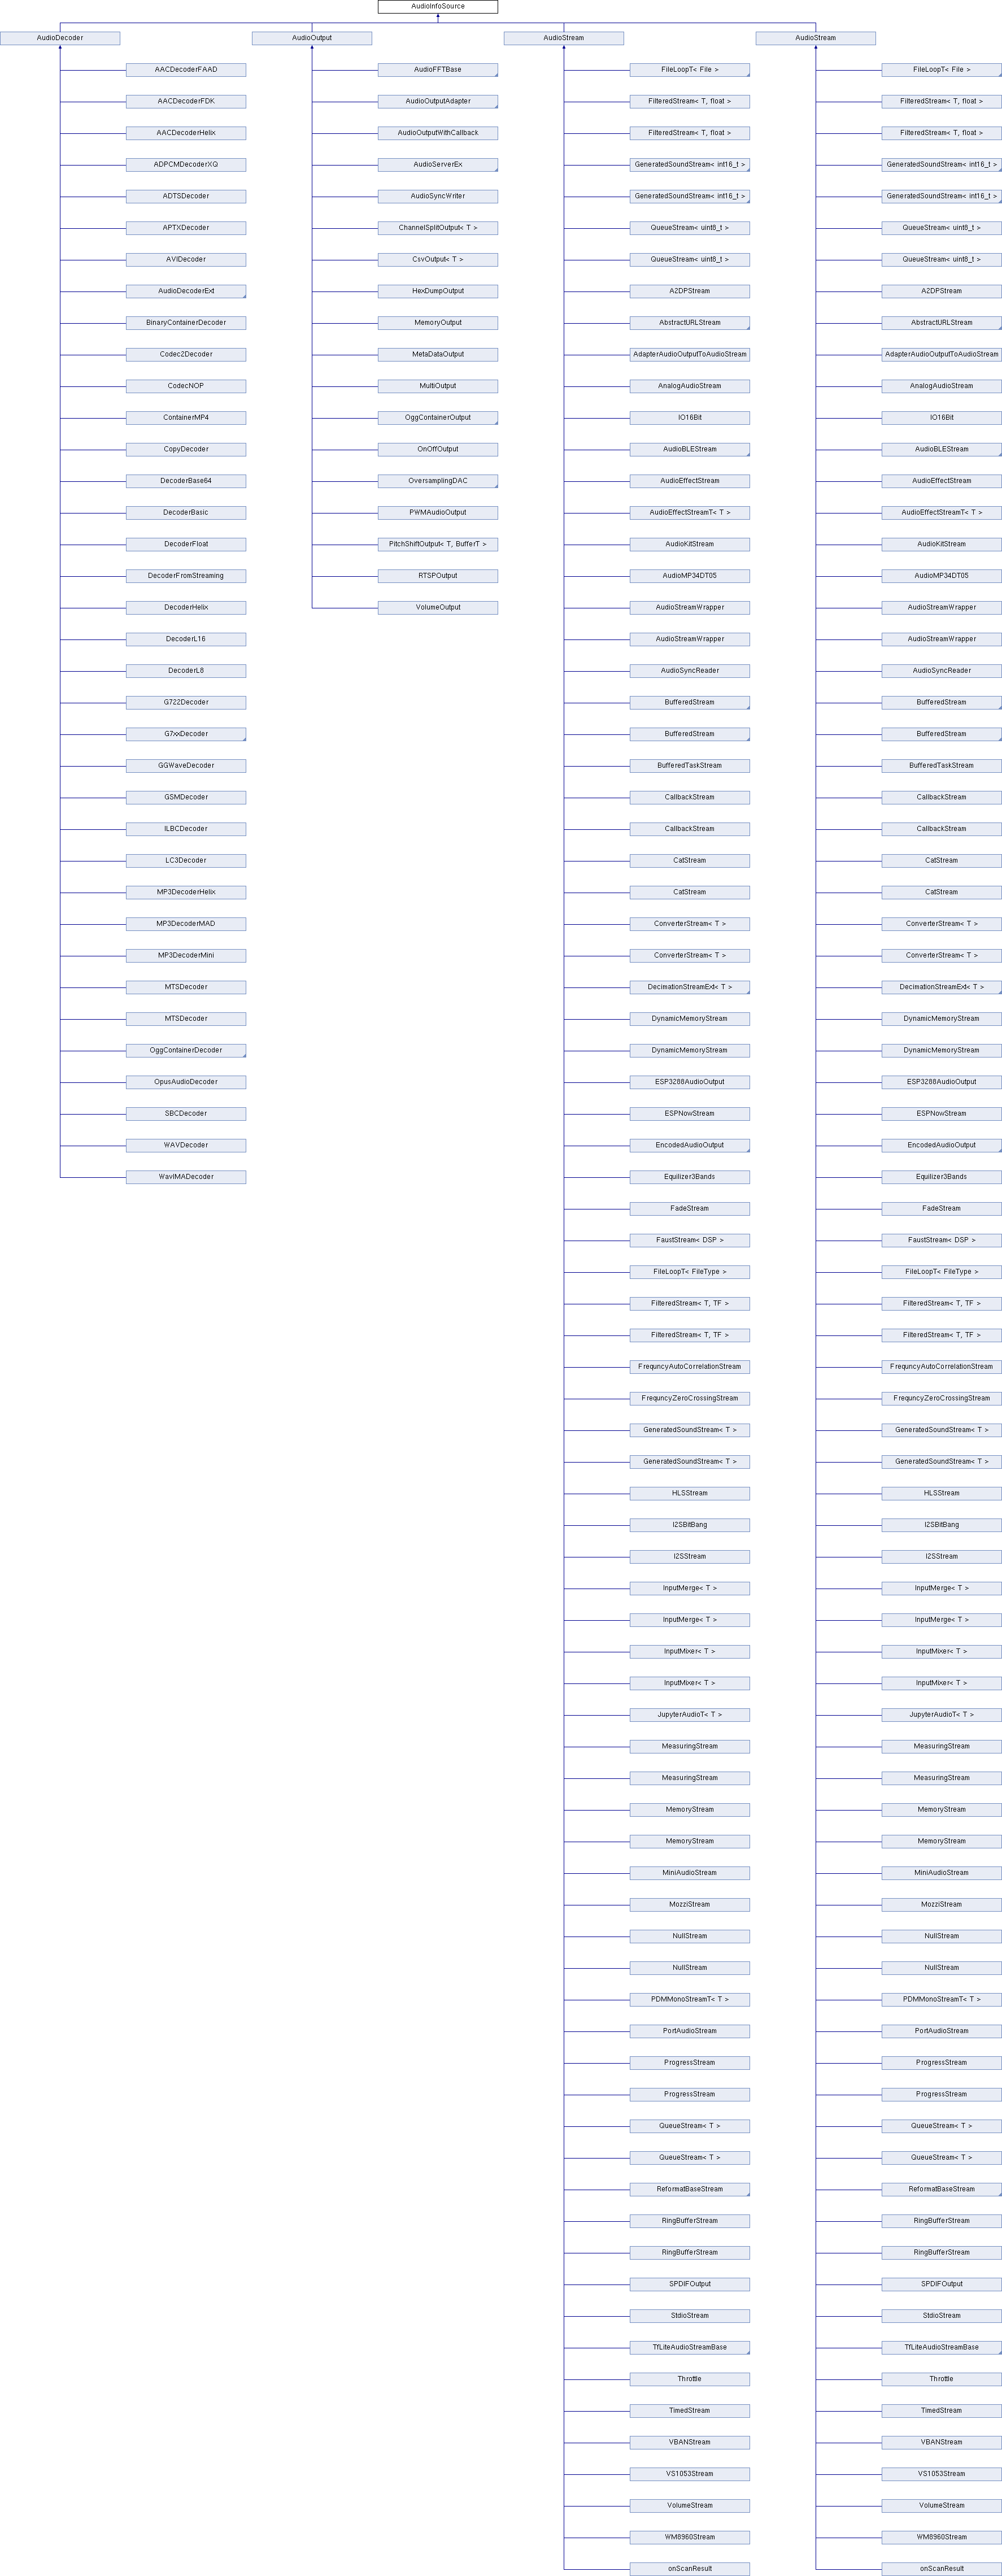 AudioInfoSource
AudioDecoder
AACDecoderFAAD
AACDecoderFDK
AACDecoderHelix
ADPCMDecoderXQ
ADTSDecoder
APTXDecoder
AVIDecoder
AudioDecoderExt
BinaryContainerDecoder
Codec2Decoder
CodecNOP
ContainerMP4
CopyDecoder
DecoderBase64
DecoderBasic
DecoderFloat
DecoderFromStreaming
DecoderHelix
DecoderL16
DecoderL8
G722Decoder
G7xxDecoder
GGWaveDecoder
GSMDecoder
ILBCDecoder
LC3Decoder
MP3DecoderHelix
MP3DecoderMAD
MP3DecoderMini
MTSDecoder
MTSDecoder
OggContainerDecoder
OpusAudioDecoder
SBCDecoder
WAVDecoder
WavIMADecoder
AudioOutput
AudioFFTBase
AudioOutputAdapter
AudioOutputWithCallback
AudioServerEx
AudioSyncWriter
ChannelSplitOutput< T >
CsvOutput< T >
HexDumpOutput
MemoryOutput
MetaDataOutput
MultiOutput
OggContainerOutput
OnOffOutput
OversamplingDAC
PWMAudioOutput
PitchShiftOutput< T, BufferT >
RTSPOutput
VolumeOutput
AudioStream
FileLoopT< File >
FilteredStream< T, float >
FilteredStream< T, float >
GeneratedSoundStream< int16_t >
GeneratedSoundStream< int16_t >
QueueStream< uint8_t >
QueueStream< uint8_t >
A2DPStream
AbstractURLStream
AdapterAudioOutputToAudioStream
AnalogAudioStream
IO16Bit
AudioBLEStream
AudioEffectStream
AudioEffectStreamT< T >
AudioKitStream
AudioMP34DT05
AudioStreamWrapper
AudioStreamWrapper
AudioSyncReader
BufferedStream
BufferedStream
BufferedTaskStream
CallbackStream
CallbackStream
CatStream
CatStream
ConverterStream< T >
ConverterStream< T >
DecimationStreamExt< T >
DynamicMemoryStream
DynamicMemoryStream
ESP3288AudioOutput
ESPNowStream
EncodedAudioOutput
Equilizer3Bands
FadeStream
FaustStream< DSP >
FileLoopT< FileType >
FilteredStream< T, TF >
FilteredStream< T, TF >
FrequncyAutoCorrelationStream
FrequncyZeroCrossingStream
GeneratedSoundStream< T >
GeneratedSoundStream< T >
HLSStream
I2SBitBang
I2SStream
InputMerge< T >
InputMerge< T >
InputMixer< T >
InputMixer< T >
JupyterAudioT< T >
MeasuringStream
MeasuringStream
MemoryStream
MemoryStream
MiniAudioStream
MozziStream
NullStream
NullStream
PDMMonoStreamT< T >
PortAudioStream
ProgressStream
ProgressStream
QueueStream< T >
QueueStream< T >
ReformatBaseStream
RingBufferStream
RingBufferStream
SPDIFOutput
StdioStream
TfLiteAudioStreamBase
Throttle
TimedStream
VBANStream
VS1053Stream
VolumeStream
WM8960Stream
onScanResult
AudioStream
FileLoopT< File >
FilteredStream< T, float >
FilteredStream< T, float >
GeneratedSoundStream< int16_t >
GeneratedSoundStream< int16_t >
QueueStream< uint8_t >
QueueStream< uint8_t >
A2DPStream
AbstractURLStream
AdapterAudioOutputToAudioStream
AnalogAudioStream
IO16Bit
AudioBLEStream
AudioEffectStream
AudioEffectStreamT< T >
AudioKitStream
AudioMP34DT05
AudioStreamWrapper
AudioStreamWrapper
AudioSyncReader
BufferedStream
BufferedStream
BufferedTaskStream
CallbackStream
CallbackStream
CatStream
CatStream
ConverterStream< T >
ConverterStream< T >
DecimationStreamExt< T >
DynamicMemoryStream
DynamicMemoryStream
ESP3288AudioOutput
ESPNowStream
EncodedAudioOutput
Equilizer3Bands
FadeStream
FaustStream< DSP >
FileLoopT< FileType >
FilteredStream< T, TF >
FilteredStream< T, TF >
FrequncyAutoCorrelationStream
FrequncyZeroCrossingStream
GeneratedSoundStream< T >
GeneratedSoundStream< T >
HLSStream
I2SBitBang
I2SStream
InputMerge< T >
InputMerge< T >
InputMixer< T >
InputMixer< T >
JupyterAudioT< T >
MeasuringStream
MeasuringStream
MemoryStream
MemoryStream
MiniAudioStream
MozziStream
NullStream
NullStream
PDMMonoStreamT< T >
PortAudioStream
ProgressStream
ProgressStream
QueueStream< T >
QueueStream< T >
ReformatBaseStream
RingBufferStream
RingBufferStream
SPDIFOutput
StdioStream
TfLiteAudioStreamBase
Throttle
TimedStream
VBANStream
VS1053Stream
VolumeStream
WM8960Stream
onScanResult